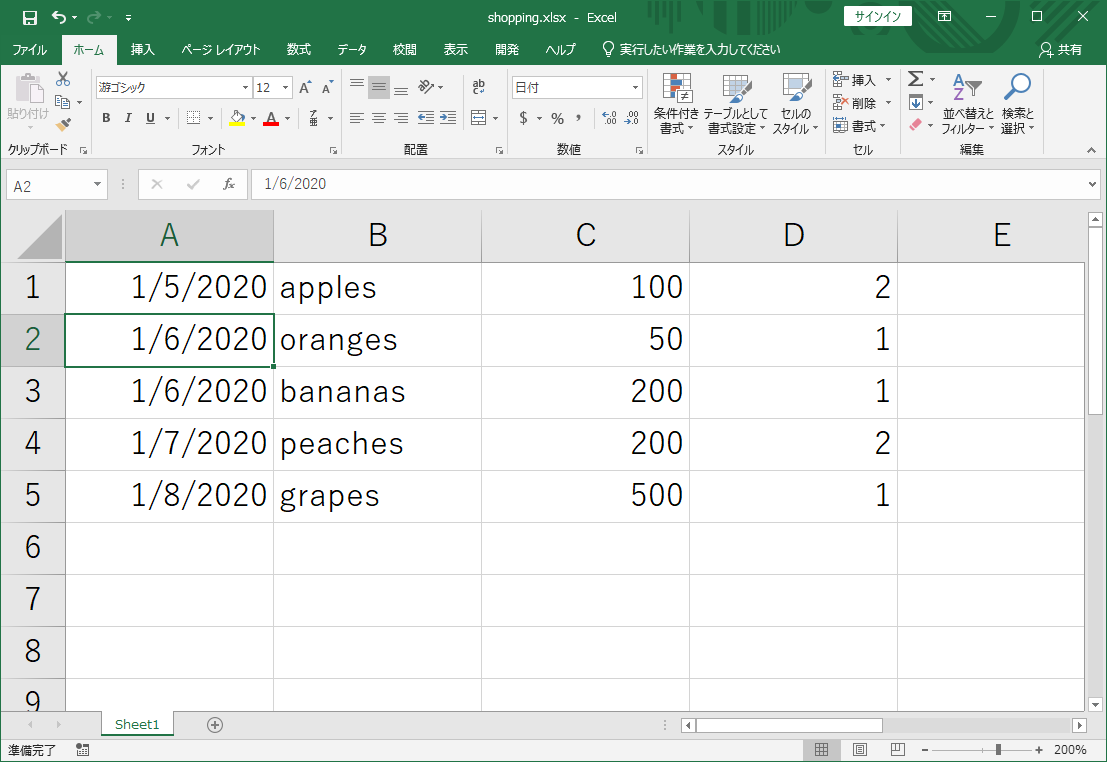 shopping.xlsx - Excel
サインイン
ファイル ホーム 挿入 ページ レイアウト 数式 データ 校閲 表示 開発 ヘルプ 実行したい作業を入力してください 共有
貼り付け
クリップボード
游ゴシック 12 A A
B I U A
フォント
ab
配置
日付
$ % ,
数値
条件付き
書式
テーブルとして
書式設定
セルの
スタイル
スタイル
挿入
削除
書式
セル
Σ
並べ替えと
フィルター
検索と
選択
編集
A2 fx 1/6/2020
A B C D E
1 1/5/2020 apples 100 2
2 1/6/2020 oranges 50 1
3 1/6/2020 bananas 200 1
4 1/7/2020 peaches 200 2
5 1/8/2020 grapes 500 1
6
7
8
9
Sheet1
準備完了 200%